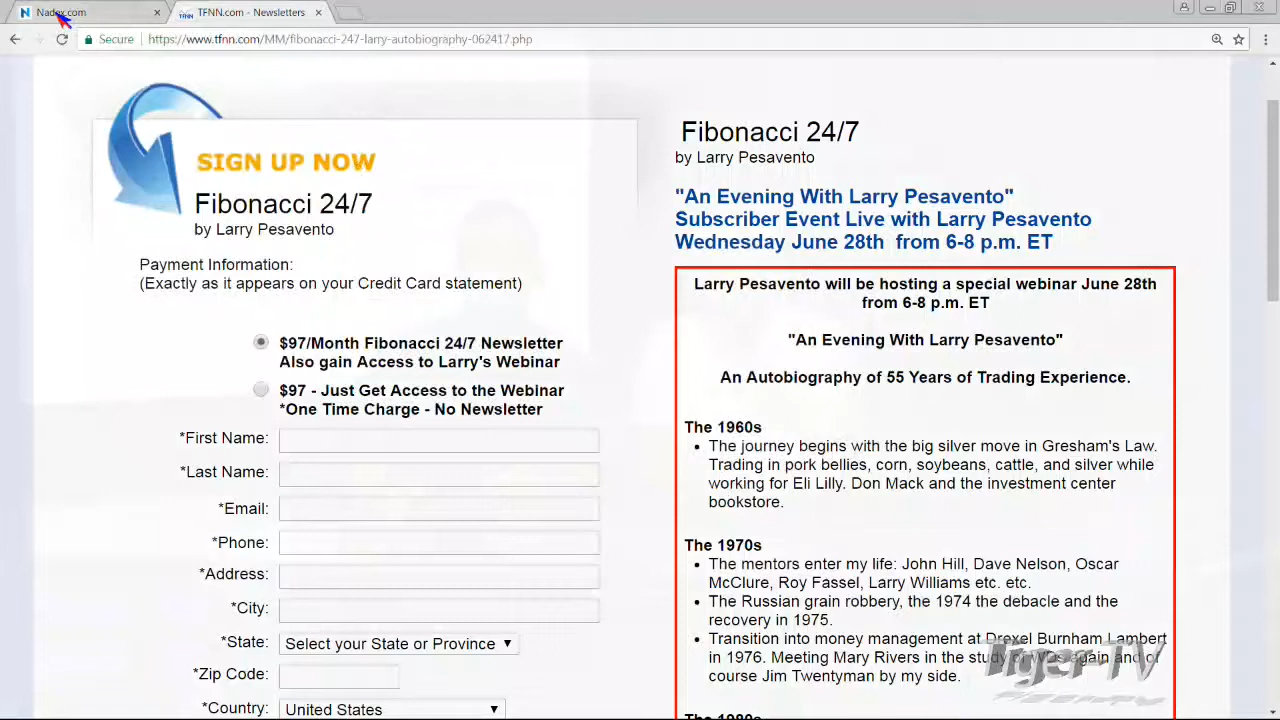 Nadex.com
TFNN.com - Newsletters
Secure
https://www.tfnn.com/MM/fibonacci-247-larry-autobiography-062417.php
SIGN UP NOW
Fibonacci 24/7
by Larry Pesavento
Payment Information:
(Exactly as it appears on your Credit Card statement)
$97/Month Fibonacci 24/7 Newsletter
Also gain Access to Larry's Webinar
$97 - Just Get Access to the Webinar
*One Time Charge - No Newsletter
*First Name:
*Last Name:
*Email:
*Phone:
*Address:
*City:
*State:
Select your State or Province
*Zip Code:
*Country:
United States
Fibonacci 24/7
by Larry Pesavento
"An Evening With Larry Pesavento"
Subscriber Event Live with Larry Pesavento
Wednesday June 28th from 6-8 p.m. ET
Larry Pesavento will be hosting a special webinar June 28th
from 6-8 p.m. ET
"An Evening With Larry Pesavento"
An Autobiography of 55 Years of Trading Experience.
The 1960s
The journey begins with the big silver move in Gresham's Law.
Trading in pork bellies, corn, soybeans, cattle, and silver while
working for Eli Lilly. Don Mack and the investment center
bookstore.
The 1970s
The mentors enter my life: John Hill, Dave Nelson, Oscar
McClure, Roy Fassel, Larry Williams etc. etc.
The Russian grain robbery, the 1974 the debacle and the
recovery in 1975.
Transition into money management at Drexel Burnham Lambert
in 1976. Meeting Mary Rivers in the study of again and of
course Jim Twentyman by my side.
Tiger TV